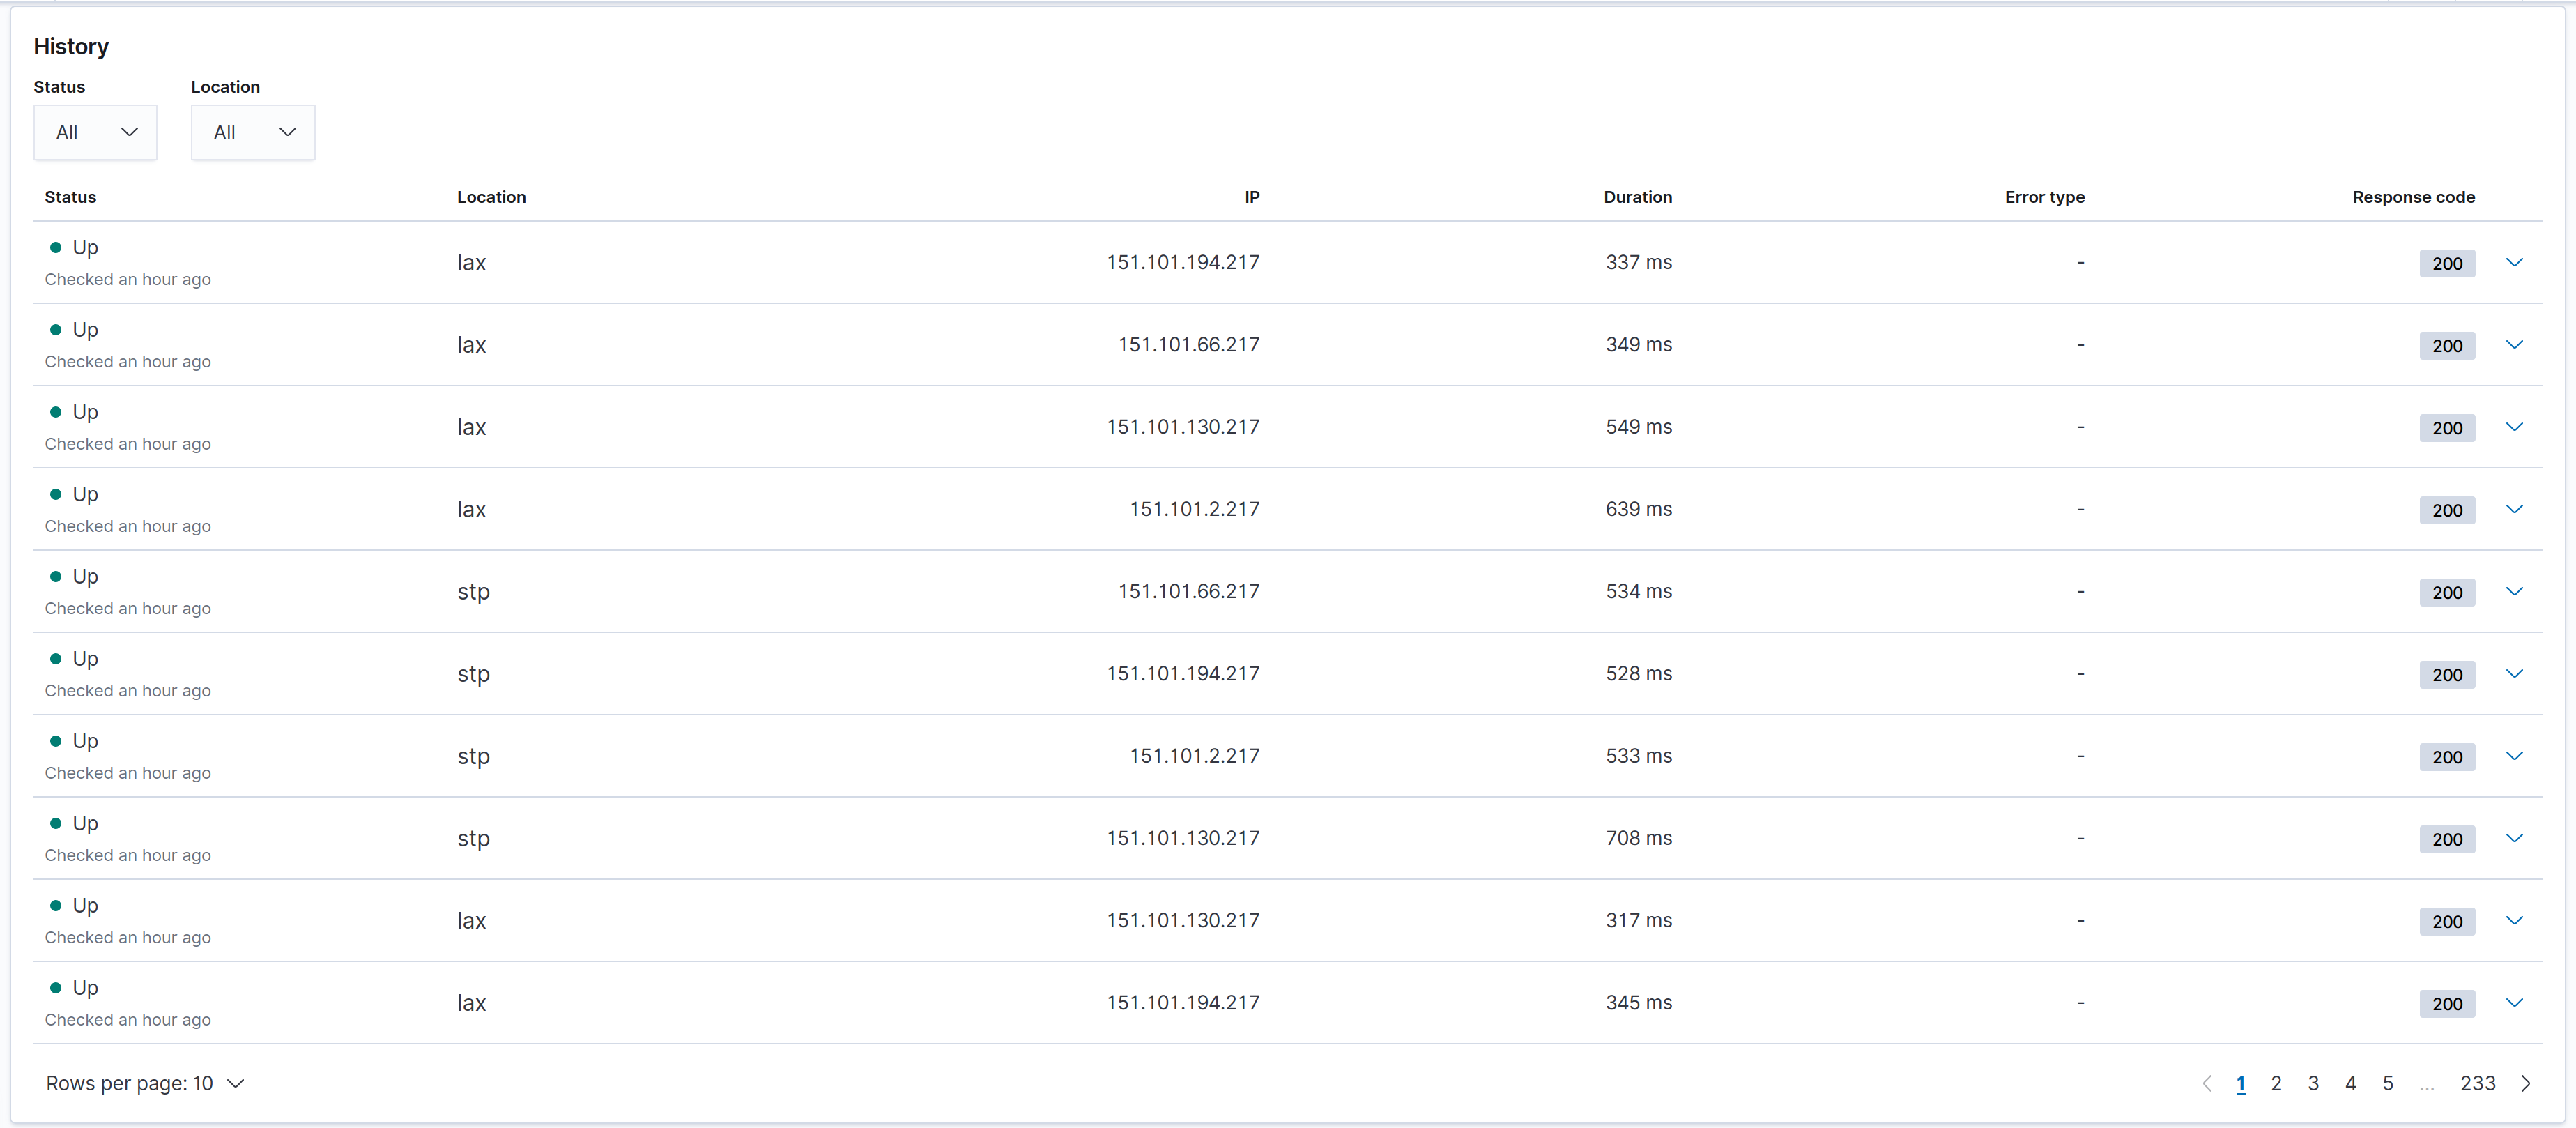 History
Status Location
All All
Status Location IP Duration Error type Response code
Up
Checked an hour ago lax 151.101.194.217 337 ms - 200
Up
Checked an hour ago lax 151.101.66.217 349 ms - 200
Up
Checked an hour ago lax 151.101.130.217 549 ms - 200
Up
Checked an hour ago lax 151.101.2.217 639 ms - 200
Up
Checked an hour ago stp 151.101.66.217 534 ms - 200
Up
Checked an hour ago stp 151.101.194.217 528 ms - 200
Up
Checked an hour ago stp 151.101.2.217 533 ms - 200
Up
Checked an hour ago stp 151.101.130.217 708 ms - 200
Up
Checked an hour ago lax 151.101.130.217 317 ms - 200
Up
Checked an hour ago lax 151.101.194.217 345 ms - 200
Rows per page: 10 1 2 3 4 5 ... 233